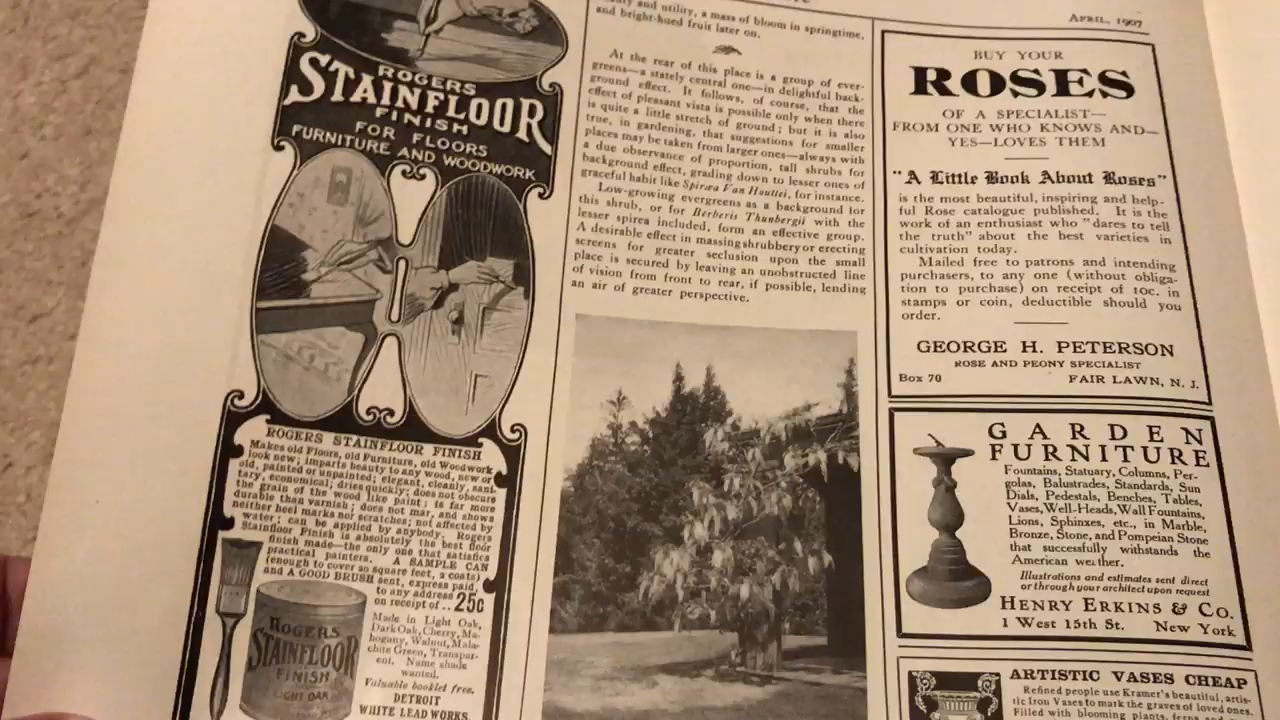 APRIL, 1907
ROGERS
STAINFLOOR
FINISH
FOR FLOORS
FURNITURE AND WOODWORK
ROGERS STAINFLOOR FINISH
Makes old Floors, old Furniture, old Woodwork
look new; imparts beauty to any wood, new or
old, painted or unpainted; elegant, cleanly, sani-
tary, economical; dries quickly; does not obscure
the grain of the wood like paint; is far more
durable than varnish; does not mar, and shows
neither heel marks nor scratches; not affected by
water; can be applied by anybody. Rogers
Stainfloor Finish is absolutely the best floor
finish made—the only one that satisfies
practical painters. A SAMPLE CAN
(enough to cover 20 square feet, 2 coats)
and A GOOD BRUSH sent, express paid,
to any address
on receipt of .. 25c
Made in Light Oak,
Dark Oak, Cherry, Ma-
hogany, Walnut, Mala-
chite Green, Transpar-
ent. Name shade
wanted.
Valuable booklet free.
DETROIT
WHITE LEAD WORKS,
ROGERS
STAINFLOOR
FINISH
LIGHT OAK
and utility, a mass of bloom in springtime,
and bright-hued fruit later on.
At the rear of this place is a group of ever-
greens—a stately central one—in delightful back-
ground effect. It follows, of course, that the
effect of pleasant vista is possible only when there
is quite a little stretch of ground; but it is also
true, in gardening, that suggestions for smaller
places may be taken from larger ones—always with
a due observance of proportion, tall shrubs for
background effect, grading down to lesser ones of
graceful habit like Spiræa Van Houttei, for instance.
Low-growing evergreens as a background for
this shrub, or for Berberis Thunbergii with the
lesser spirea included, form an effective group.
A desirable effect in massing shrubbery or erecting
screens for greater seclusion upon the small
place is secured by leaving an unobstructed line
of vision from front to rear, if possible, lending
an air of greater perspective.
BUY YOUR
ROSES
OF A SPECIALIST—
FROM ONE WHO KNOWS AND—
YES—LOVES THEM
"A Little Book About Roses"
is the most beautiful, inspiring and help-
ful Rose catalogue published. It is the
work of an enthusiast who "dares to tell
the truth" about the best varieties in
cultivation today.
Mailed free to patrons and intending
purchasers, to any one (without obliga-
tion to purchase) on receipt of 10c. in
stamps or coin, deductible should you
order.
GEORGE H. PETERSON
ROSE AND PEONY SPECIALIST
Box 70 FAIR LAWN, N. J.
GARDEN
FURNITURE
Fountains, Statuary, Columns, Per-
golas, Balustrades, Standards, Sun
Dials, Pedestals, Benches, Tables,
Vases, Well-Heads, Wall Fountains,
Lions, Sphinxes, etc., in Marble,
Bronze, Stone, and Pompeian Stone
that successfully withstands the
American weather.
Illustrations and estimates sent direct
or through your architect upon request
HENRY ERKINS & CO.
1 West 15th St. New York
ARTISTIC VASES CHEAP
Refined people use Kramer's beautiful, artis-
tic Iron Vases to mark the graves of loved ones.
Filled with blooming plants, ferns